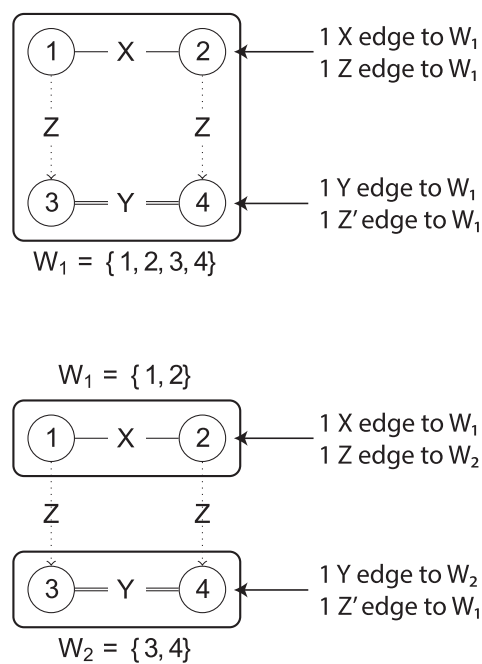 1 X 2
1 X edge to W₁
1 Z edge to W₁
Z Z
3 Y 4
1 Y edge to W₁
1 Z' edge to W₁
W₁ = {1, 2, 3, 4}
W₁ = {1, 2}
1 X 2
1 X edge to W₁
1 Z edge to W₂
Z Z
3 Y 4
1 Y edge to W₂
1 Z' edge to W₁
W₂ = {3, 4}